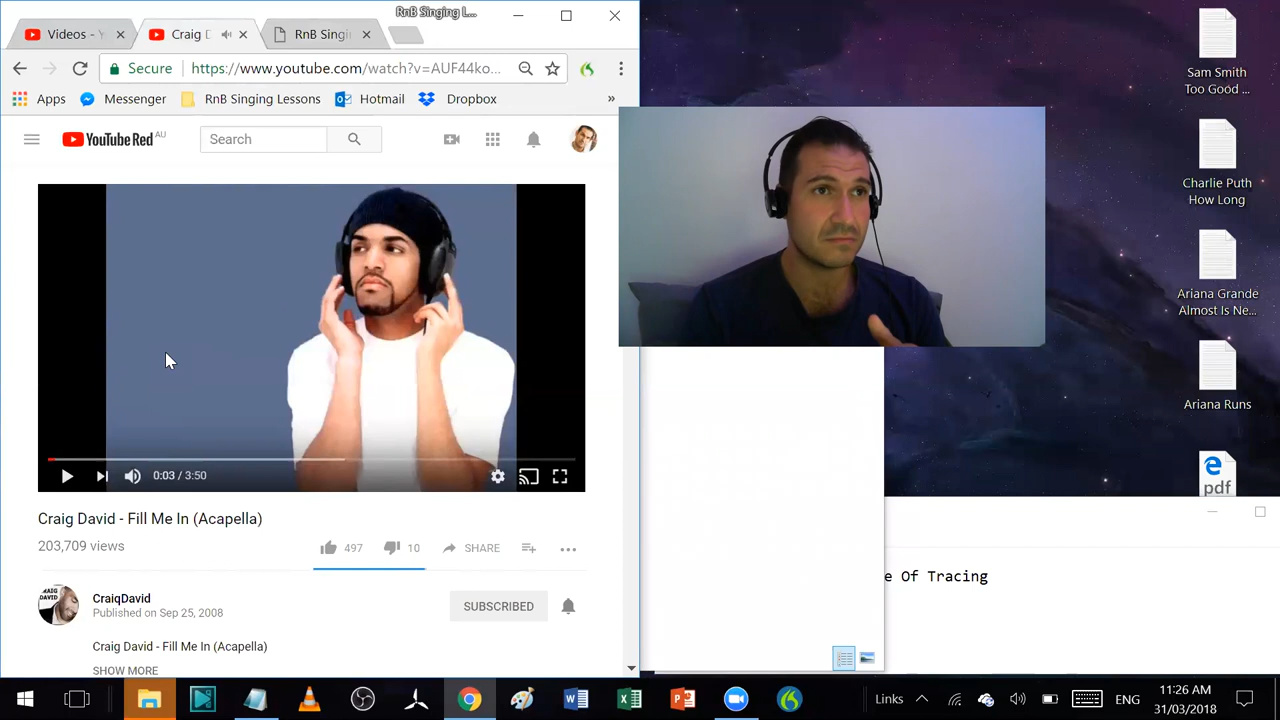 RnB Singing L...
Videos - Y
Craig D
RnB Singi
Secure
https://www.youtube.com/watch?v=AUF44ko...
Apps
Messenger
RnB Singing Lessons
Hotmail
Dropbox
»
YouTube Red AU
Search
0:03 / 3:50
Craig David - Fill Me In (Acapella)
203,709 views
497
10
SHARE
CraiqDavid
Published on Sep 25, 2008
SUBSCRIBED
Craig David - Fill Me In (Acapella)
SHOW MORE
Sam Smith
Too Good ...
Charlie Puth
How Long
Ariana Grande
Almost Is Ne...
Ariana Runs
pdf
e Of Tracing
Links
ENG
11:26 AM
31/03/2018